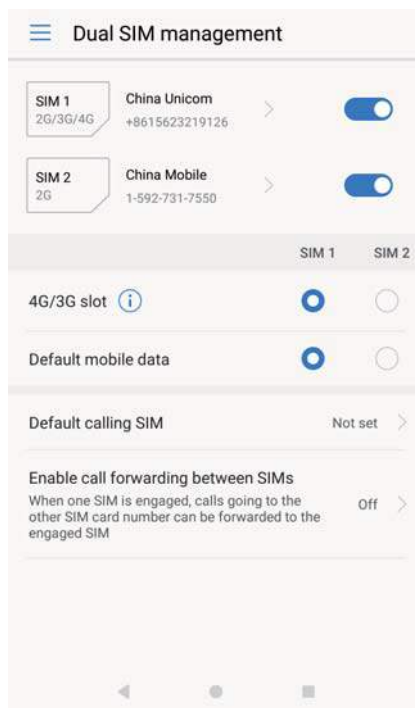 Dual SIM management
SIM 1
2G/3G/4G
China Unicom
+8615623219126
SIM 2
2G
China Mobile
1-592-731-7550
SIM 1 SIM 2
4G/3G slot
Default mobile data
Default calling SIM Not set
Enable call forwarding between SIMs
When one SIM is engaged, calls going to the
other SIM card number can be forwarded to the
engaged SIM
Off